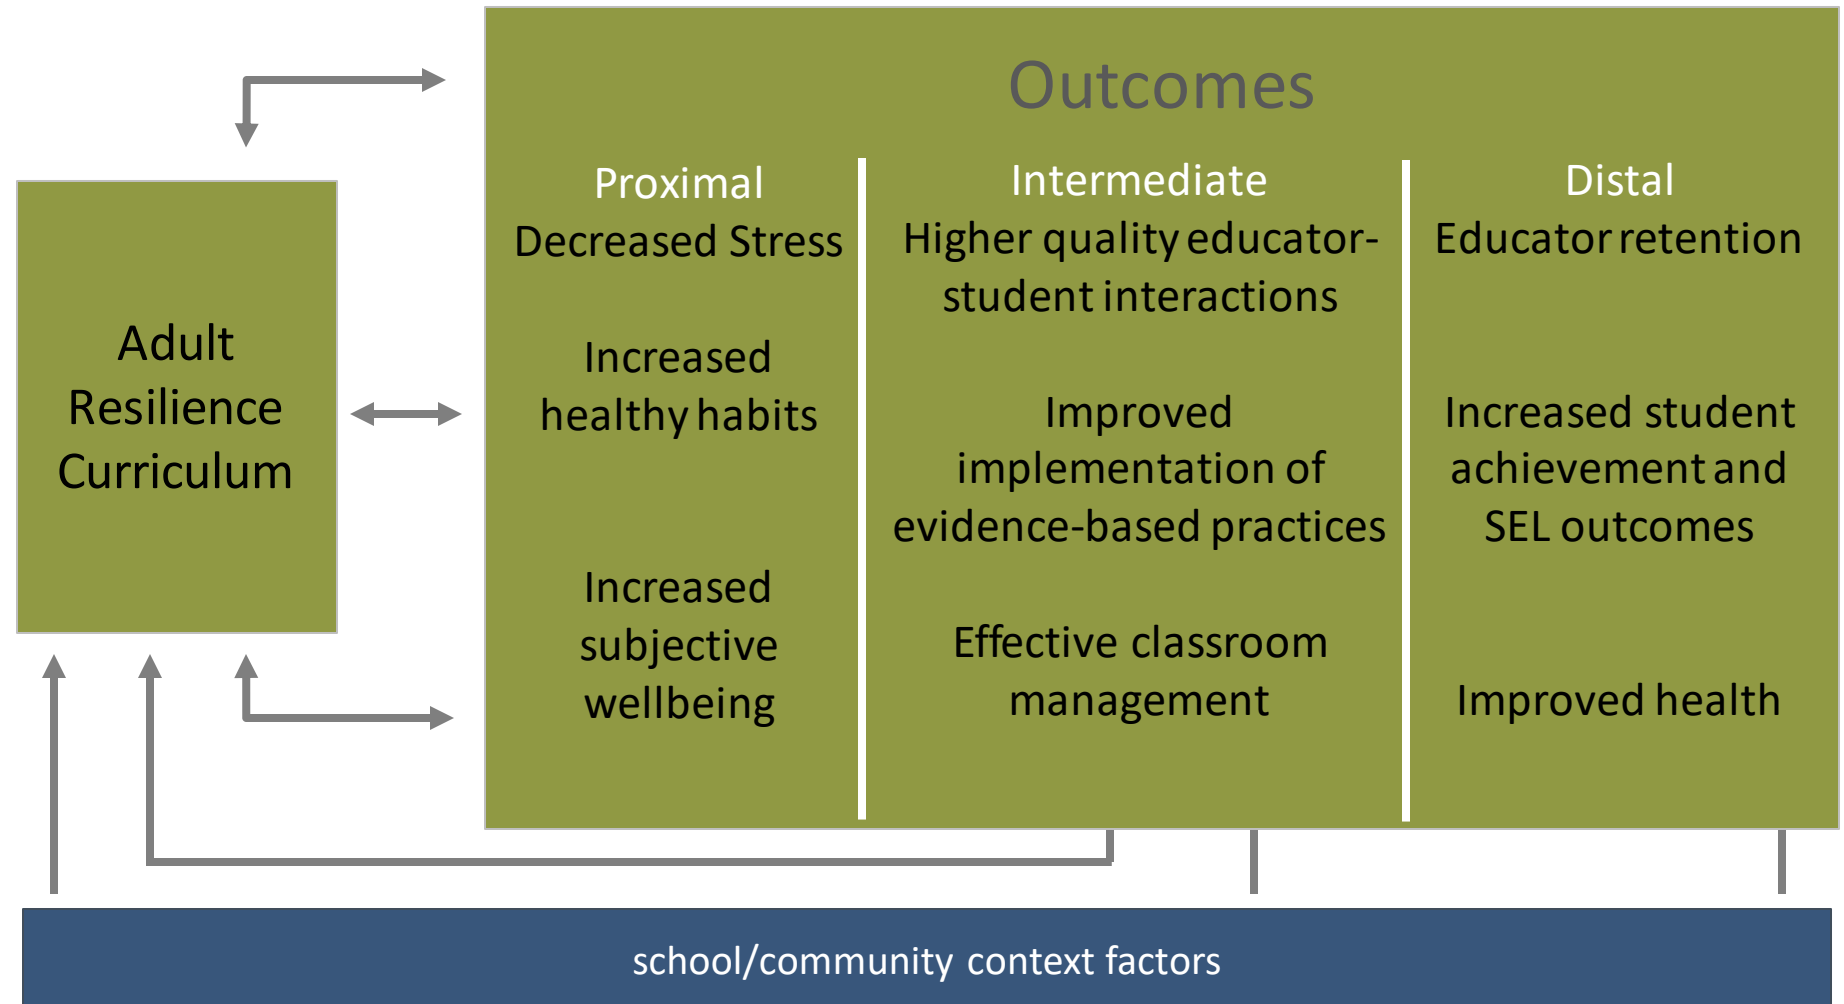 Outcomes
Adult
Resilience
Curriculum
Proximal
Decreased Stress
Increased
healthy habits
Increased
subjective
wellbeing
Intermediate
Higher quality educator-
student interactions
Improved
implementation of
evidence-based practices
Effective classroom
management
Distal
Educator retention
Increased student
achievement and
SEL outcomes
Improved health
school/community context factors